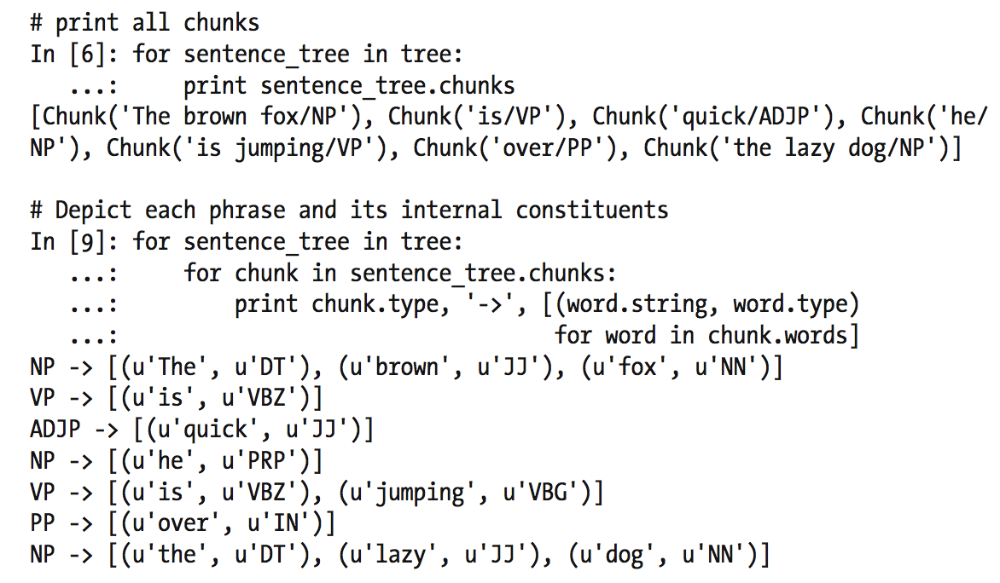 # print all chunks
In [6]: for sentence_tree in tree:
   ...:     print sentence_tree.chunks
[Chunk('The brown fox/NP'), Chunk('is/VP'), Chunk('quick/ADJP'), Chunk('he/
NP'), Chunk('is jumping/VP'), Chunk('over/PP'), Chunk('the lazy dog/NP')]

# Depict each phrase and its internal constituents
In [9]: for sentence_tree in tree:
   ...:     for chunk in sentence_tree.chunks:
   ...:         print chunk.type, '->', [(word.string, word.type)
   ...:                                  for word in chunk.words]
NP -> [(u'The', u'DT'), (u'brown', u'JJ'), (u'fox', u'NN')]
VP -> [(u'is', u'VBZ')]
ADJP -> [(u'quick', u'JJ')]
NP -> [(u'he', u'PRP')]
VP -> [(u'is', u'VBZ'), (u'jumping', u'VBG')]
PP -> [(u'over', u'IN')]
NP -> [(u'the', u'DT'), (u'lazy', u'JJ'), (u'dog', u'NN')]